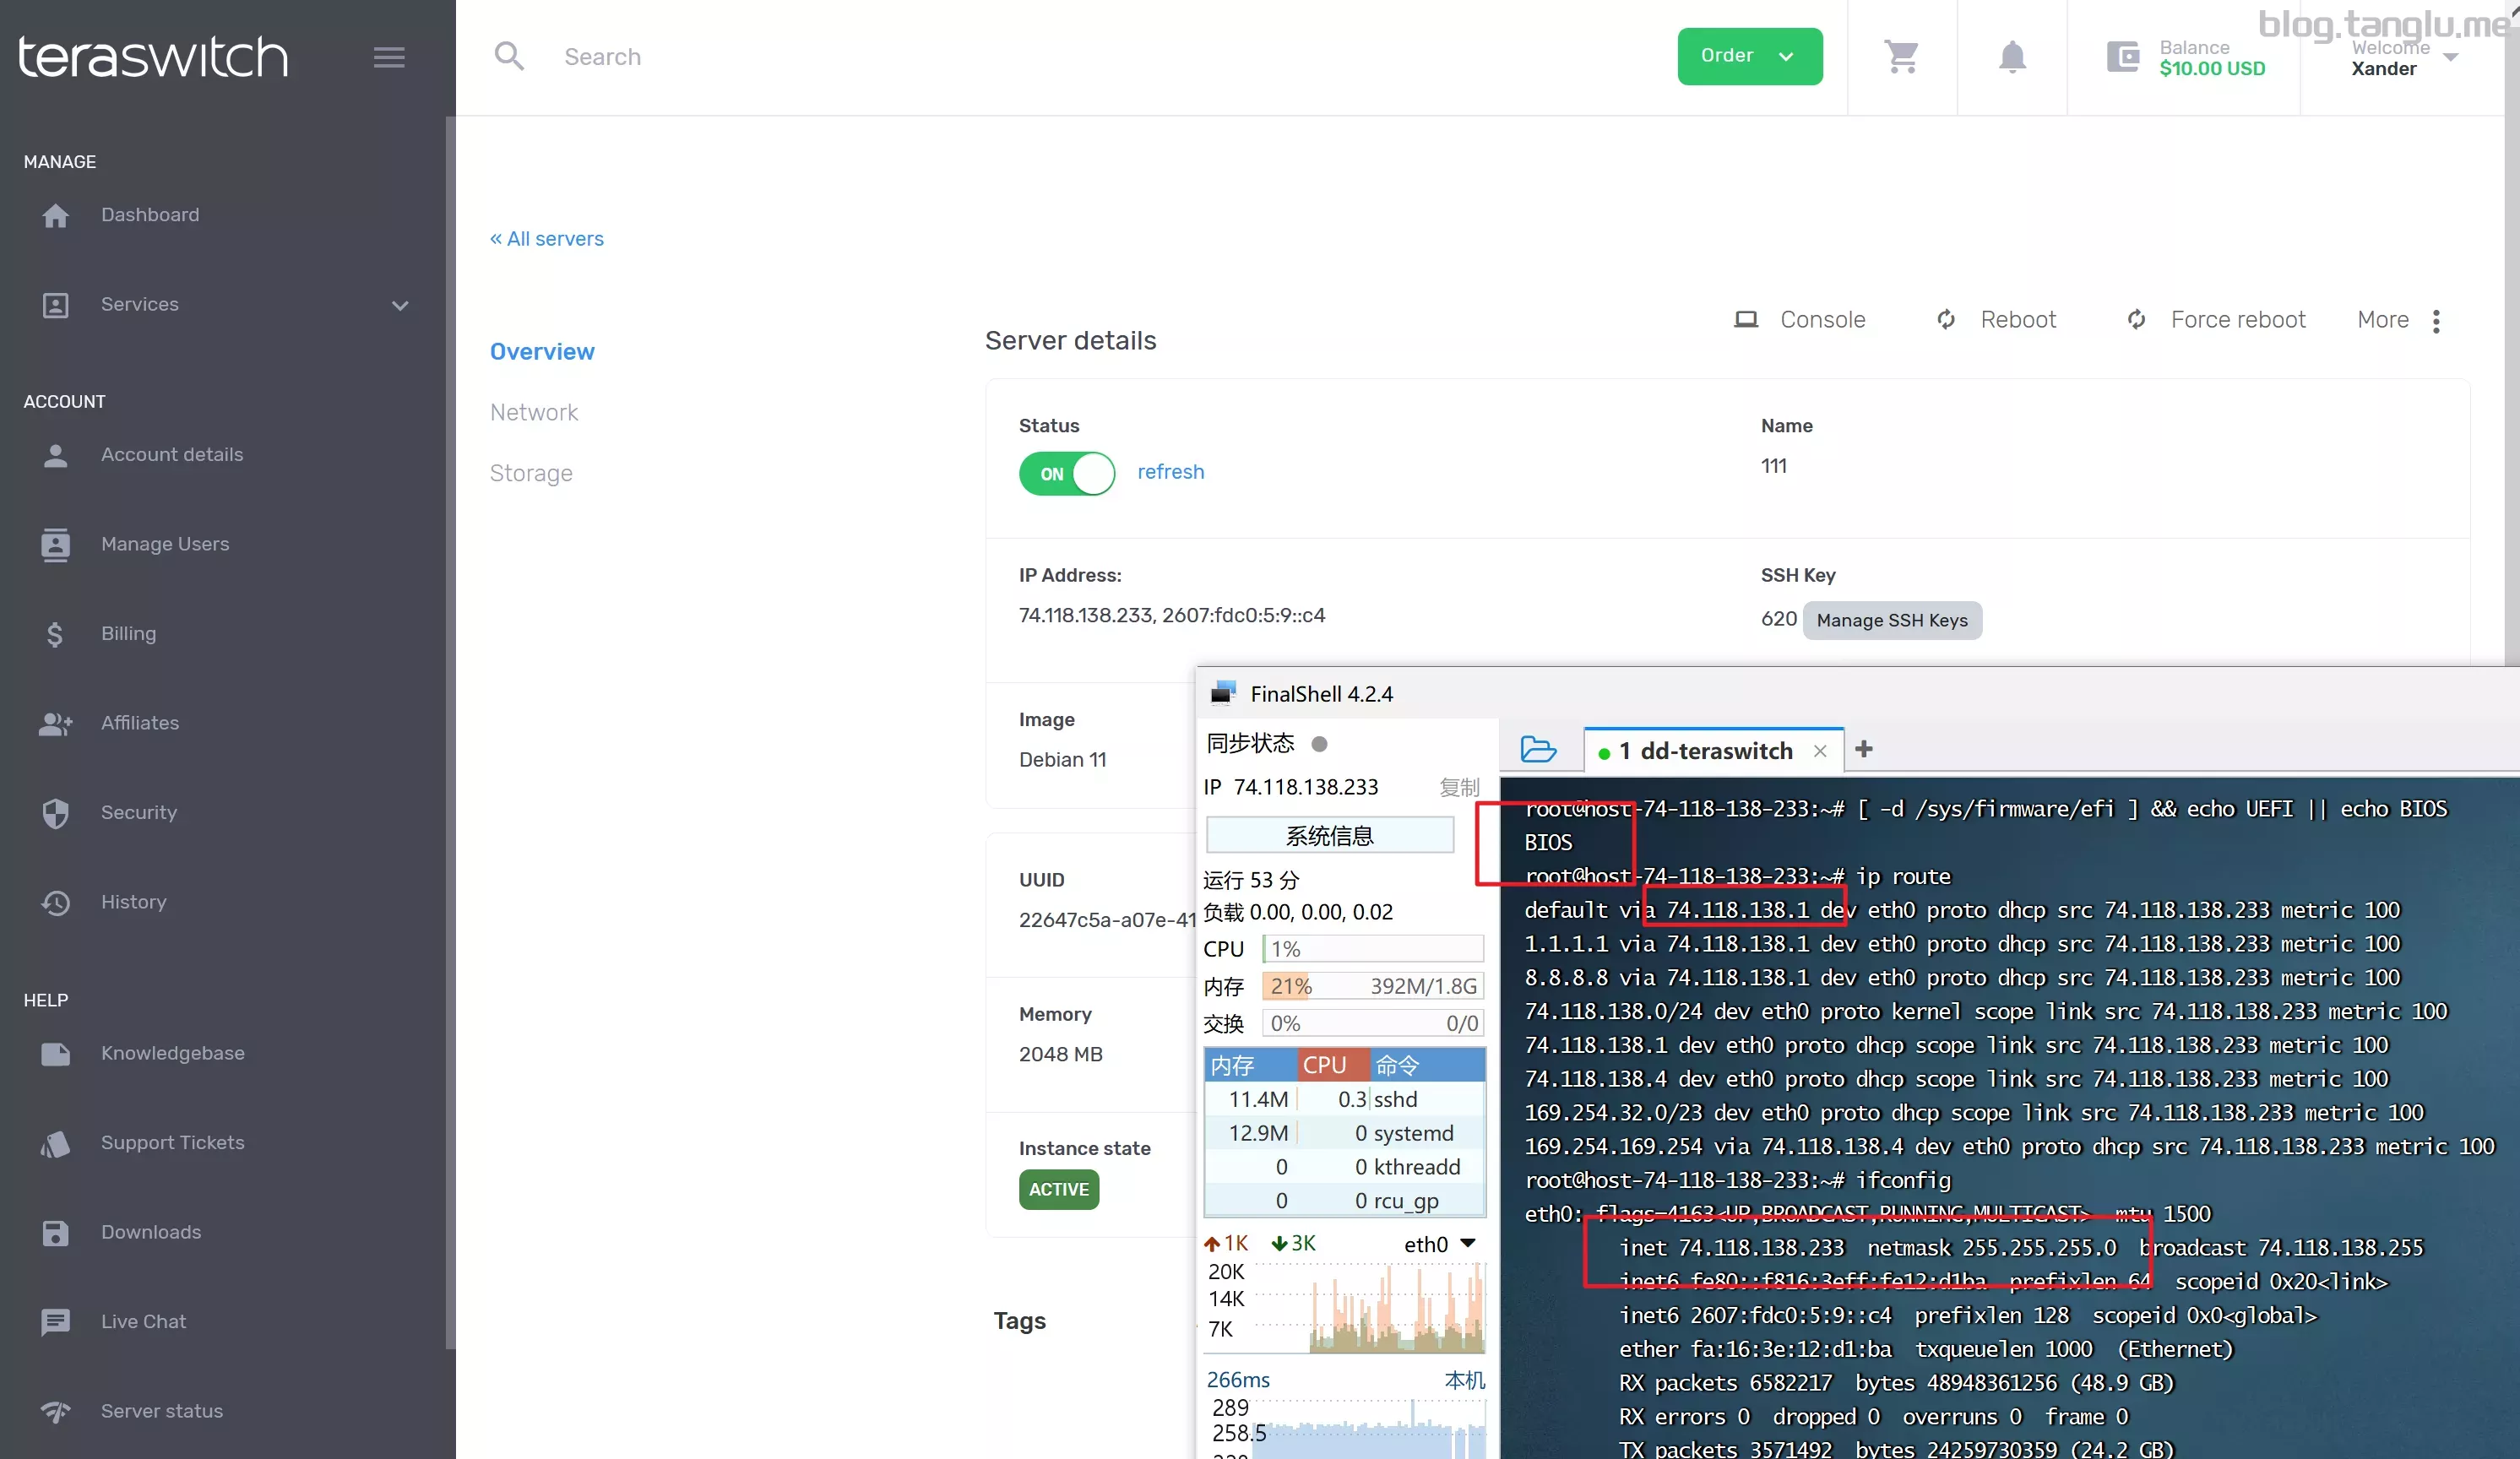 teraswitch
Search
Order
Balance
$10.00 USD
Welcome
Xander
blog.tanglu.me
MANAGE
Dashboard
Services
ACCOUNT
Account details
Manage Users
Billing
Affiliates
Security
History
HELP
Knowledgebase
Support Tickets
Downloads
Live Chat
Server status
« All servers
Overview
Network
Storage
Server details
Console
Reboot
Force reboot
More
Status
ON
refresh
Name
111
IP Address:
74.118.138.233, 2607:fdc0:5:9::c4
SSH Key
620
Manage SSH Keys
Image
Debian 11
UUID
22647c5a-a07e-41
Memory
2048 MB
Instance state
ACTIVE
Tags
FinalShell 4.2.4
同步状态
IP 74.118.138.233
复制
系统信息
运行 53 分
负载 0.00, 0.00, 0.02
CPU 1%
内存 21% 392M/1.8G
交换 0% 0/0
内存 CPU 命令
11.4M 0.3 sshd
12.9M 0 systemd
0 0 kthreadd
0 0 rcu_gp
1K 3K eth0
20K
14K
7K
266ms 本机
289
258.5
1 dd-teraswitch
root@host-74-118-138-233:~# [ -d /sys/firmware/efi ] && echo UEFI || echo BIOS
BIOS
root@host-74-118-138-233:~# ip route
default via 74.118.138.1 dev eth0 proto dhcp src 74.118.138.233 metric 100
1.1.1.1 via 74.118.138.1 dev eth0 proto dhcp src 74.118.138.233 metric 100
8.8.8.8 via 74.118.138.1 dev eth0 proto dhcp src 74.118.138.233 metric 100
74.118.138.0/24 dev eth0 proto kernel scope link src 74.118.138.233 metric 100
74.118.138.1 dev eth0 proto dhcp scope link src 74.118.138.233 metric 100
74.118.138.4 dev eth0 proto dhcp scope link src 74.118.138.233 metric 100
169.254.32.0/23 dev eth0 proto dhcp scope link src 74.118.138.233 metric 100
169.254.169.254 via 74.118.138.4 dev eth0 proto dhcp src 74.118.138.233 metric 100
root@host-74-118-138-233:~# ifconfig
eth0: flags=4163<UP,BROADCAST,RUNNING,MULTICAST> mtu 1500
inet 74.118.138.233 netmask 255.255.255.0 broadcast 74.118.138.255
inet6 fe80::f816:3eff:fe12:d1ba prefixlen 64 scopeid 0x20<link>
inet6 2607:fdc0:5:9::c4 prefixlen 128 scopeid 0x0<global>
ether fa:16:3e:12:d1:ba txqueuelen 1000 (Ethernet)
RX packets 6582217 bytes 48948361256 (48.9 GB)
RX errors 0 dropped 0 overruns 0 frame 0
TX packets 3571492 bytes 24259730359 (24.2 GB)